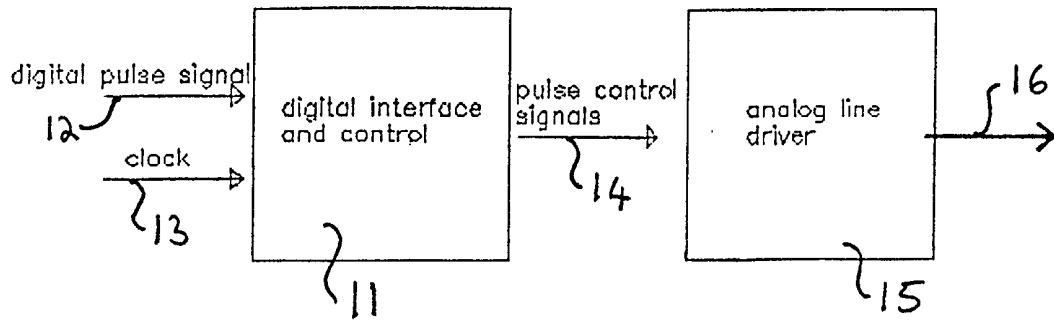 digital pulse signal
12
clock
13
digital interface
and control
11
pulse control
signals
14
analog line
driver
15
16